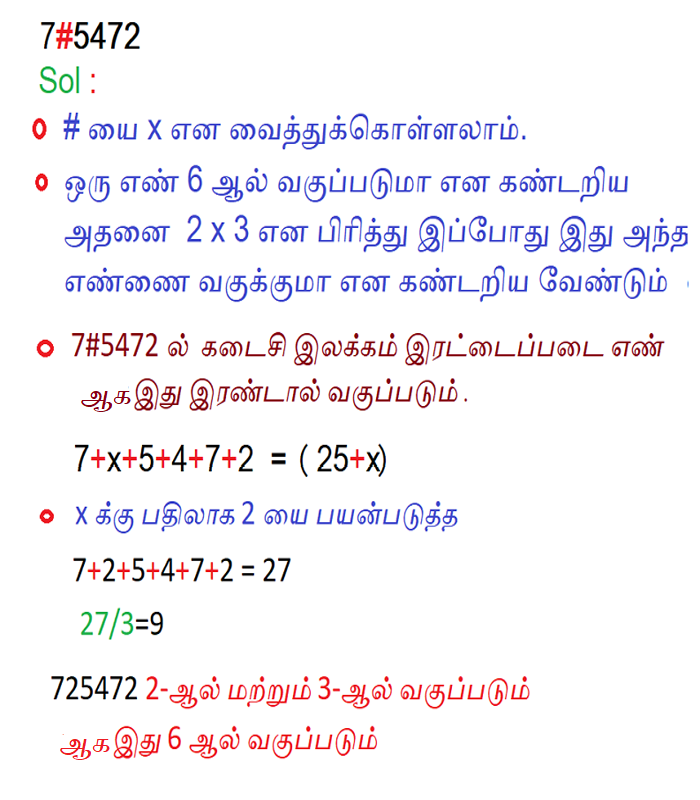 7#5472
Sol :
# யை x என வைத்துக்கொள்ளலாம்.
ஒரு எண் 6 ஆல் வகுப்படுமா என கண்டறிய
அதனை 2 x 3 என பிரித்து இப்போது இது அந்த
எண்ணை வகுக்குமா என கண்டறிய வேண்டும்
7#5472 ல் கடைசி இலக்கம் இரட்டைப்படை எண்
ஆகஇது இரண்டால் வகுப்படும் .
7+x+5+4+7+2 = ( 25+x)
x க்கு பதிலாக 2 யை பயன்படுத்த
7+2+5+4+7+2 = 27
27/3=9
725472 2-ஆல் மற்றும் 3-ஆல் வகுப்படும்
ஆகஇது 6 ஆல் வகுப்படும்